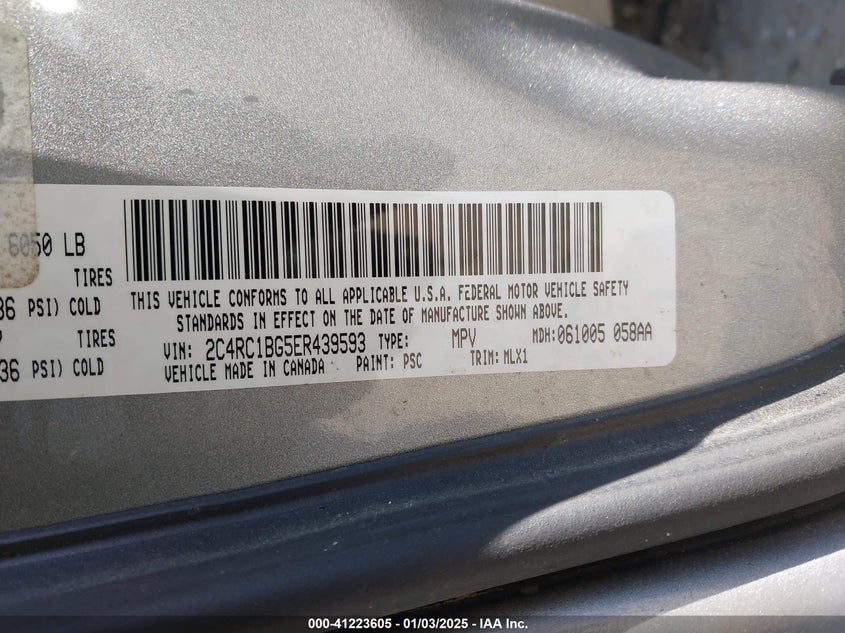 6050 LB
TIRES
36 PSI) COLD
TIRES
36 PSI) COLD
THIS VEHICLE CONFORMS TO ALL APPLICABLE U.S.A. FEDERAL MOTOR VEHICLE SAFETY
STANDARDS IN EFFECT ON THE DATE OF MANUFACTURE SHOWN ABOVE.
VIN: 2C4RC1BG5ER439593 TYPE: MPV MDH:061005 058AA
VEHICLE MADE IN CANADA PAINT: PSC TRIM: MLX1
000-41223605 - 01/03/2025 - IAA Inc.